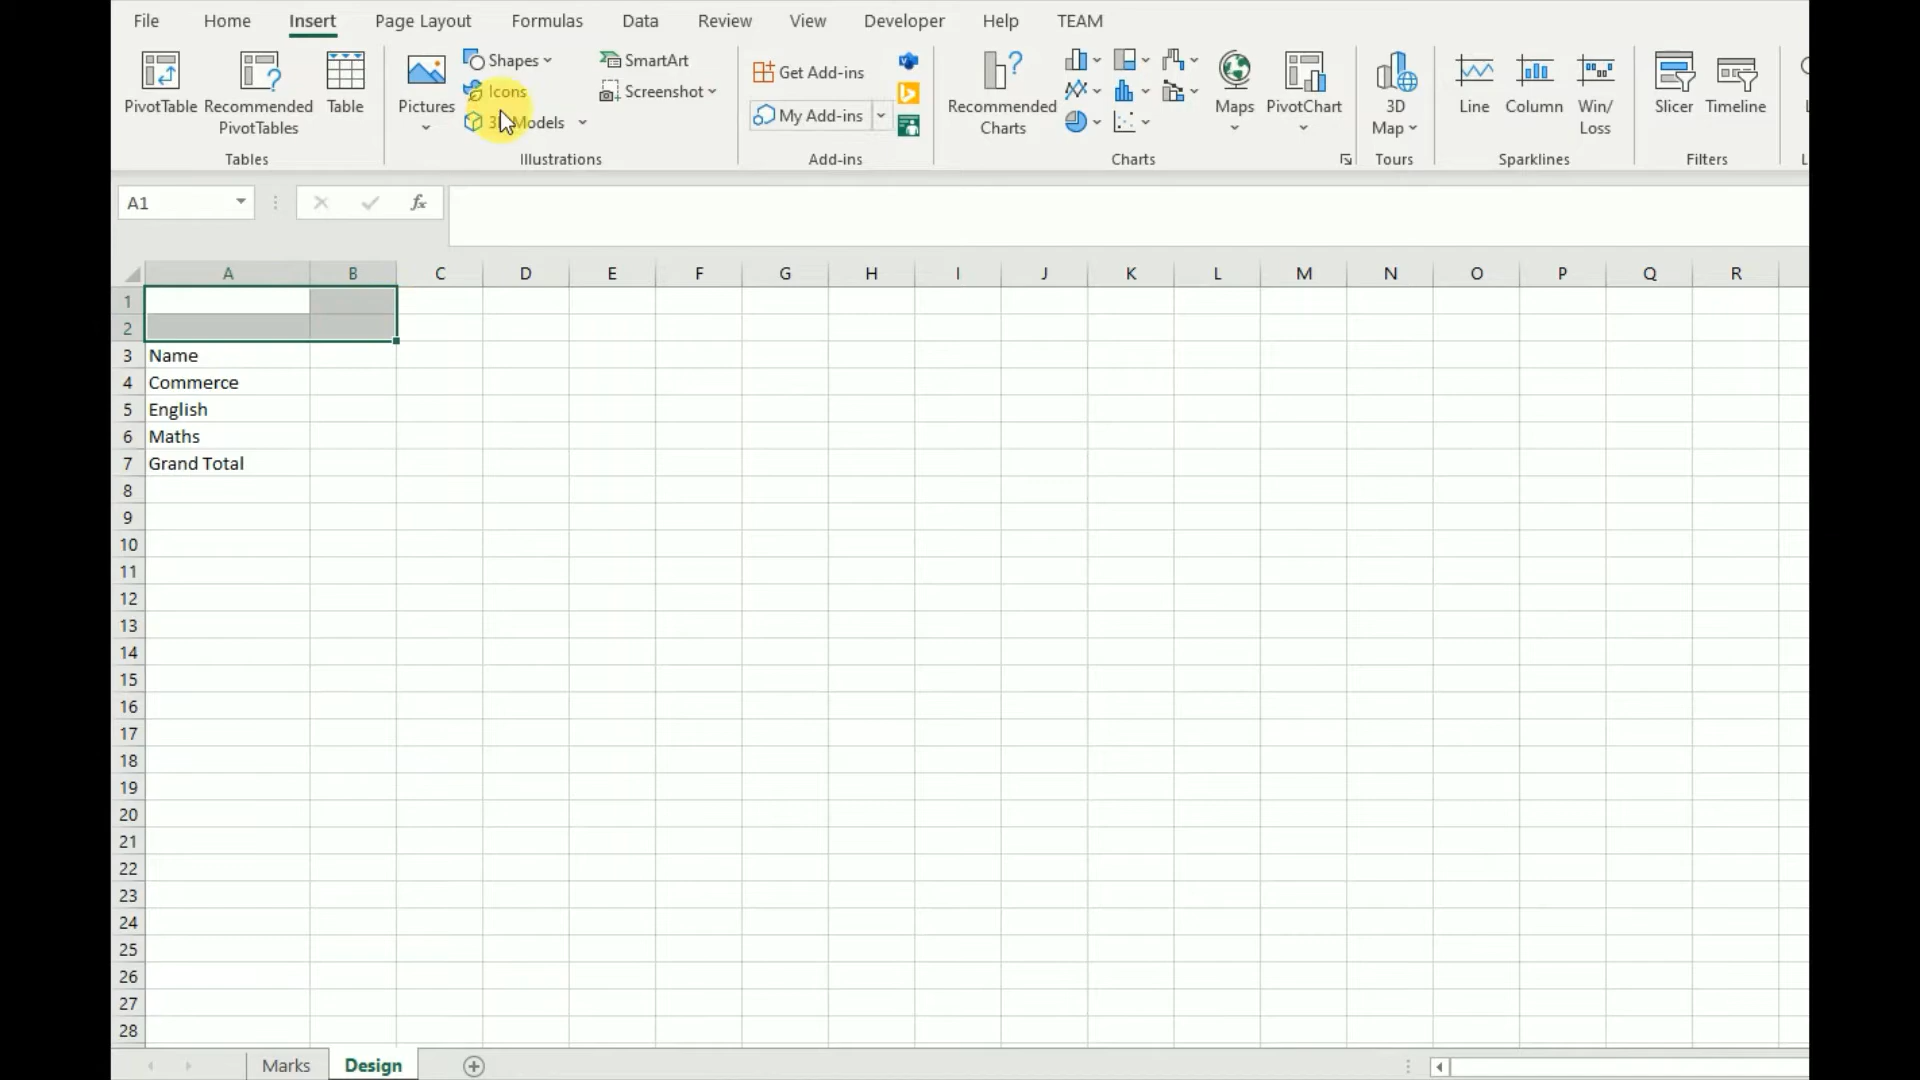 File Home Insert Page Layout Formulas Data Review View Developer Help TEAM
PivotTable
Recommended
PivotTables
Table
Tables
Pictures
Shapes
Icons
3D Models
SmartArt
Screenshot
Illustrations
Get Add-ins
My Add-ins
Add-ins
Recommended
Charts
Maps
PivotChart
Charts
3D
Map
Tours
Line
Column
Win/
Loss
Sparklines
Slicer
Timeline
Filters
L
A1
fx
A B C D E F G H I J K L M N O P Q R
1
2
3 Name
4 Commerce
5 English
6 Maths
7 Grand Total
8
9
10
11
12
13
14
15
16
17
18
19
20
21
22
23
24
25
26
27
28
Marks Design